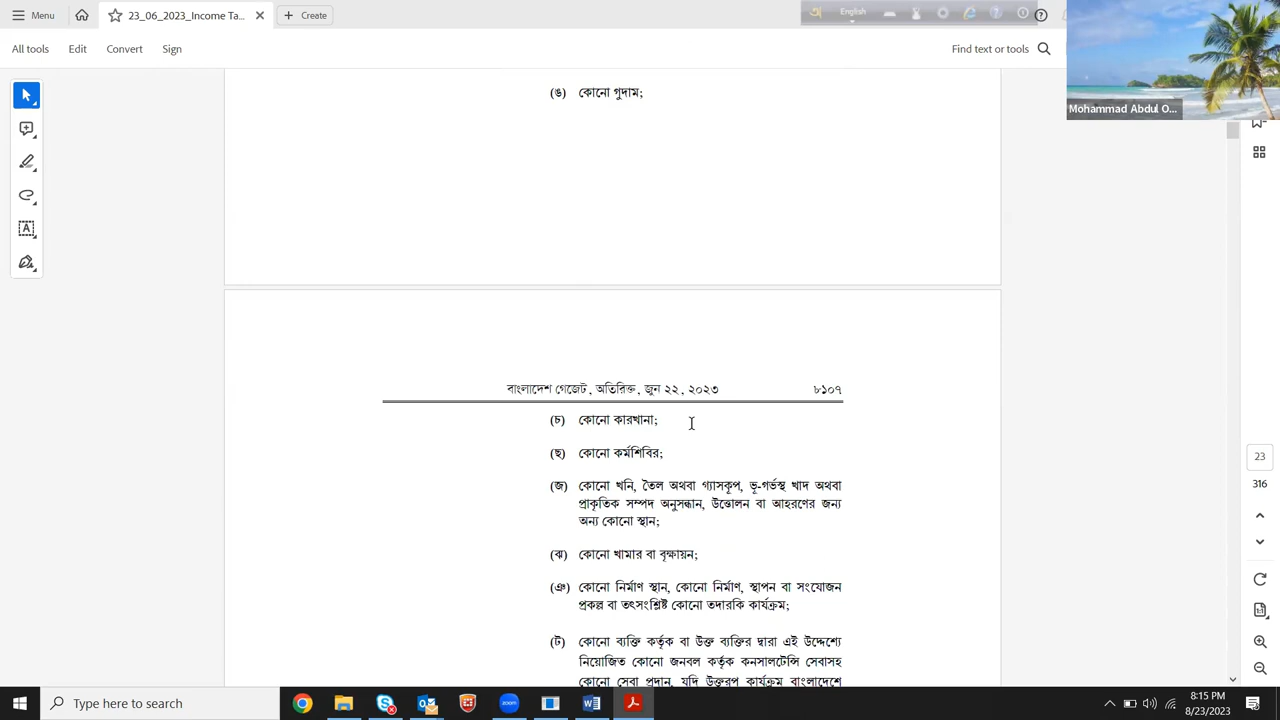 Menu
23_06_2023_Income Ta...
Create
English
All tools
Edit
Convert
Sign
Find text or tools
Mohammad Abdul O...
(ঙ) কোনো গুদাম;
বাংলাদেশ গেজেট, অতিরিক্ত, জুন ২২, ২০২৩ ৮১০৭
(চ) কোনো কারখানা;
(ছ) কোনো কর্মশিবির;
(জ) কোনো খনি, তৈল অথবা গ্যাসকূপ, ভূ-গর্ভস্থ খাদ অথবা
প্রাকৃতিক সম্পদ অনুসন্ধান, উত্তোলন বা আহরণের জন্য
অন্য কোনো স্থান;
(ঝ) কোনো খামার বা বৃক্ষায়ন;
(ঞ) কোনো নির্মাণ স্থান, কোনো নির্মাণ, স্থাপন বা সংযোজন
প্রকল্প বা তৎসংশ্লিষ্ট কোনো তদারকি কার্যক্রম;
(ট) কোনো ব্যক্তি কর্তৃক বা উক্ত ব্যক্তির দ্বারা এই উদ্দেশ্যে
নিয়োজিত কোনো জনবল কর্তৃক কনসালটেন্সি সেবাসহ
কোনো সেবা প্রদান, যদি উক্তরূপ কার্যক্রম বাংলাদেশে
23
316
Type here to search
8:15 PM
8/23/2023